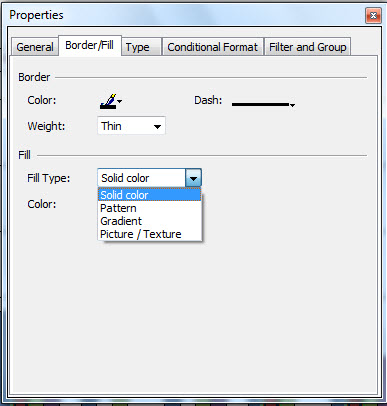 Properties
General Border/Fill Type Conditional Format Filter and Group
Border
Color: Dash:
Weight: Thin
Fill
Fill Type: Solid color
Solid color
Color:
Pattern
Gradient
Picture / Texture